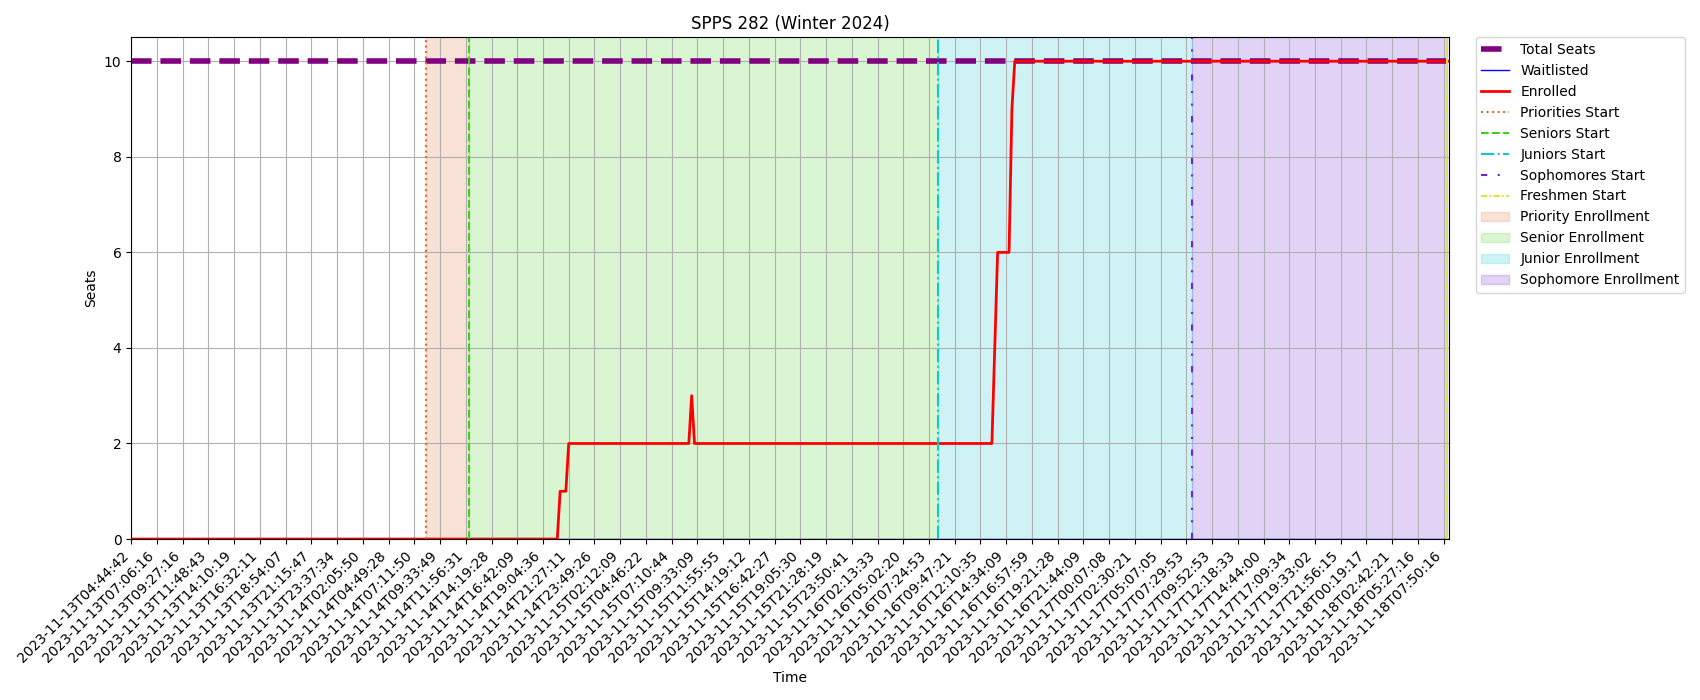 SPPS 282 (Winter 2024)
Seats
10
8
6
4
2
0
2023-11-13T04:44:42
2023-11-13T07:06:16
2023-11-13T09:27:16
2023-11-13T11:48:43
2023-11-13T14:10:19
2023-11-13T16:32:11
2023-11-13T18:54:07
2023-11-13T21:15:47
2023-11-13T23:37:34
2023-11-14T02:05:50
2023-11-14T04:49:28
2023-11-14T07:11:50
2023-11-14T09:33:49
2023-11-14T11:56:31
2023-11-14T14:19:28
2023-11-14T16:42:09
2023-11-14T19:04:36
2023-11-14T21:27:11
2023-11-14T23:49:26
2023-11-15T02:12:09
2023-11-15T04:46:22
2023-11-15T07:10:44
2023-11-15T09:33:09
2023-11-15T11:55:55
2023-11-15T14:19:12
2023-11-15T16:42:27
2023-11-15T19:05:30
2023-11-15T21:28:19
2023-11-15T23:50:41
2023-11-16T02:13:33
2023-11-16T05:02:20
2023-11-16T07:24:53
2023-11-16T09:47:21
2023-11-16T12:10:35
2023-11-16T14:34:09
2023-11-16T16:57:59
2023-11-16T19:21:28
2023-11-16T21:44:09
2023-11-17T00:07:08
2023-11-17T02:30:21
2023-11-17T05:07:05
2023-11-17T07:29:53
2023-11-17T09:52:53
2023-11-17T12:18:33
2023-11-17T14:44:00
2023-11-17T17:09:34
2023-11-17T19:33:02
2023-11-17T21:56:15
2023-11-18T00:19:17
2023-11-18T02:42:21
2023-11-18T05:27:16
2023-11-18T07:50:16
Time
Total Seats
Waitlisted
Enrolled
Priorities Start
Seniors Start
Juniors Start
Sophomores Start
Freshmen Start
Priority Enrollment
Senior Enrollment
Junior Enrollment
Sophomore Enrollment